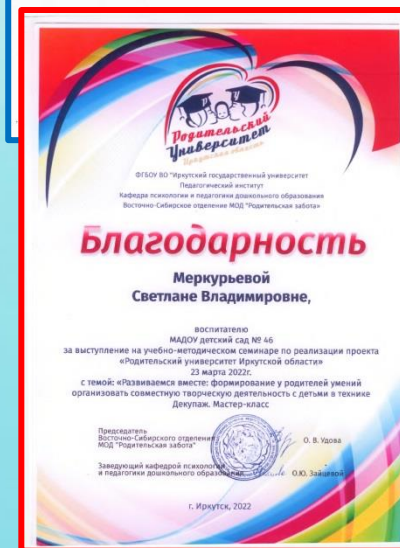 Родительский
Университет
Иркутской области
ФГБОУ ВО "Иркутский государственный университет
Педагогический институт
Кафедра психологии и педагогики дошкольного образования
Восточно-Сибирское отделение МОД "Родительская забота»
Благодарность
Меркурьевой
Светлане Владимировне,
воспитателю
МАДОУ детский сад № 46
за выступление на учебно-методическом семинаре по реализации проекта
«Родительский университет Иркутской области»
23 марта 2022г.
с темой: «Развиваемся вместе: формирование у родителей умений
организовать совместную творческую деятельность с детьми в технике
Декупаж. Мастер-класс
Председатель
Восточно-Сибирского отделения
МОД "Родительская забота"
О. В. Удова
Заведующий кафедрой психологии
и педагогики дошкольного образования
О.Ю. Зайцевой
г. Иркутск, 2022